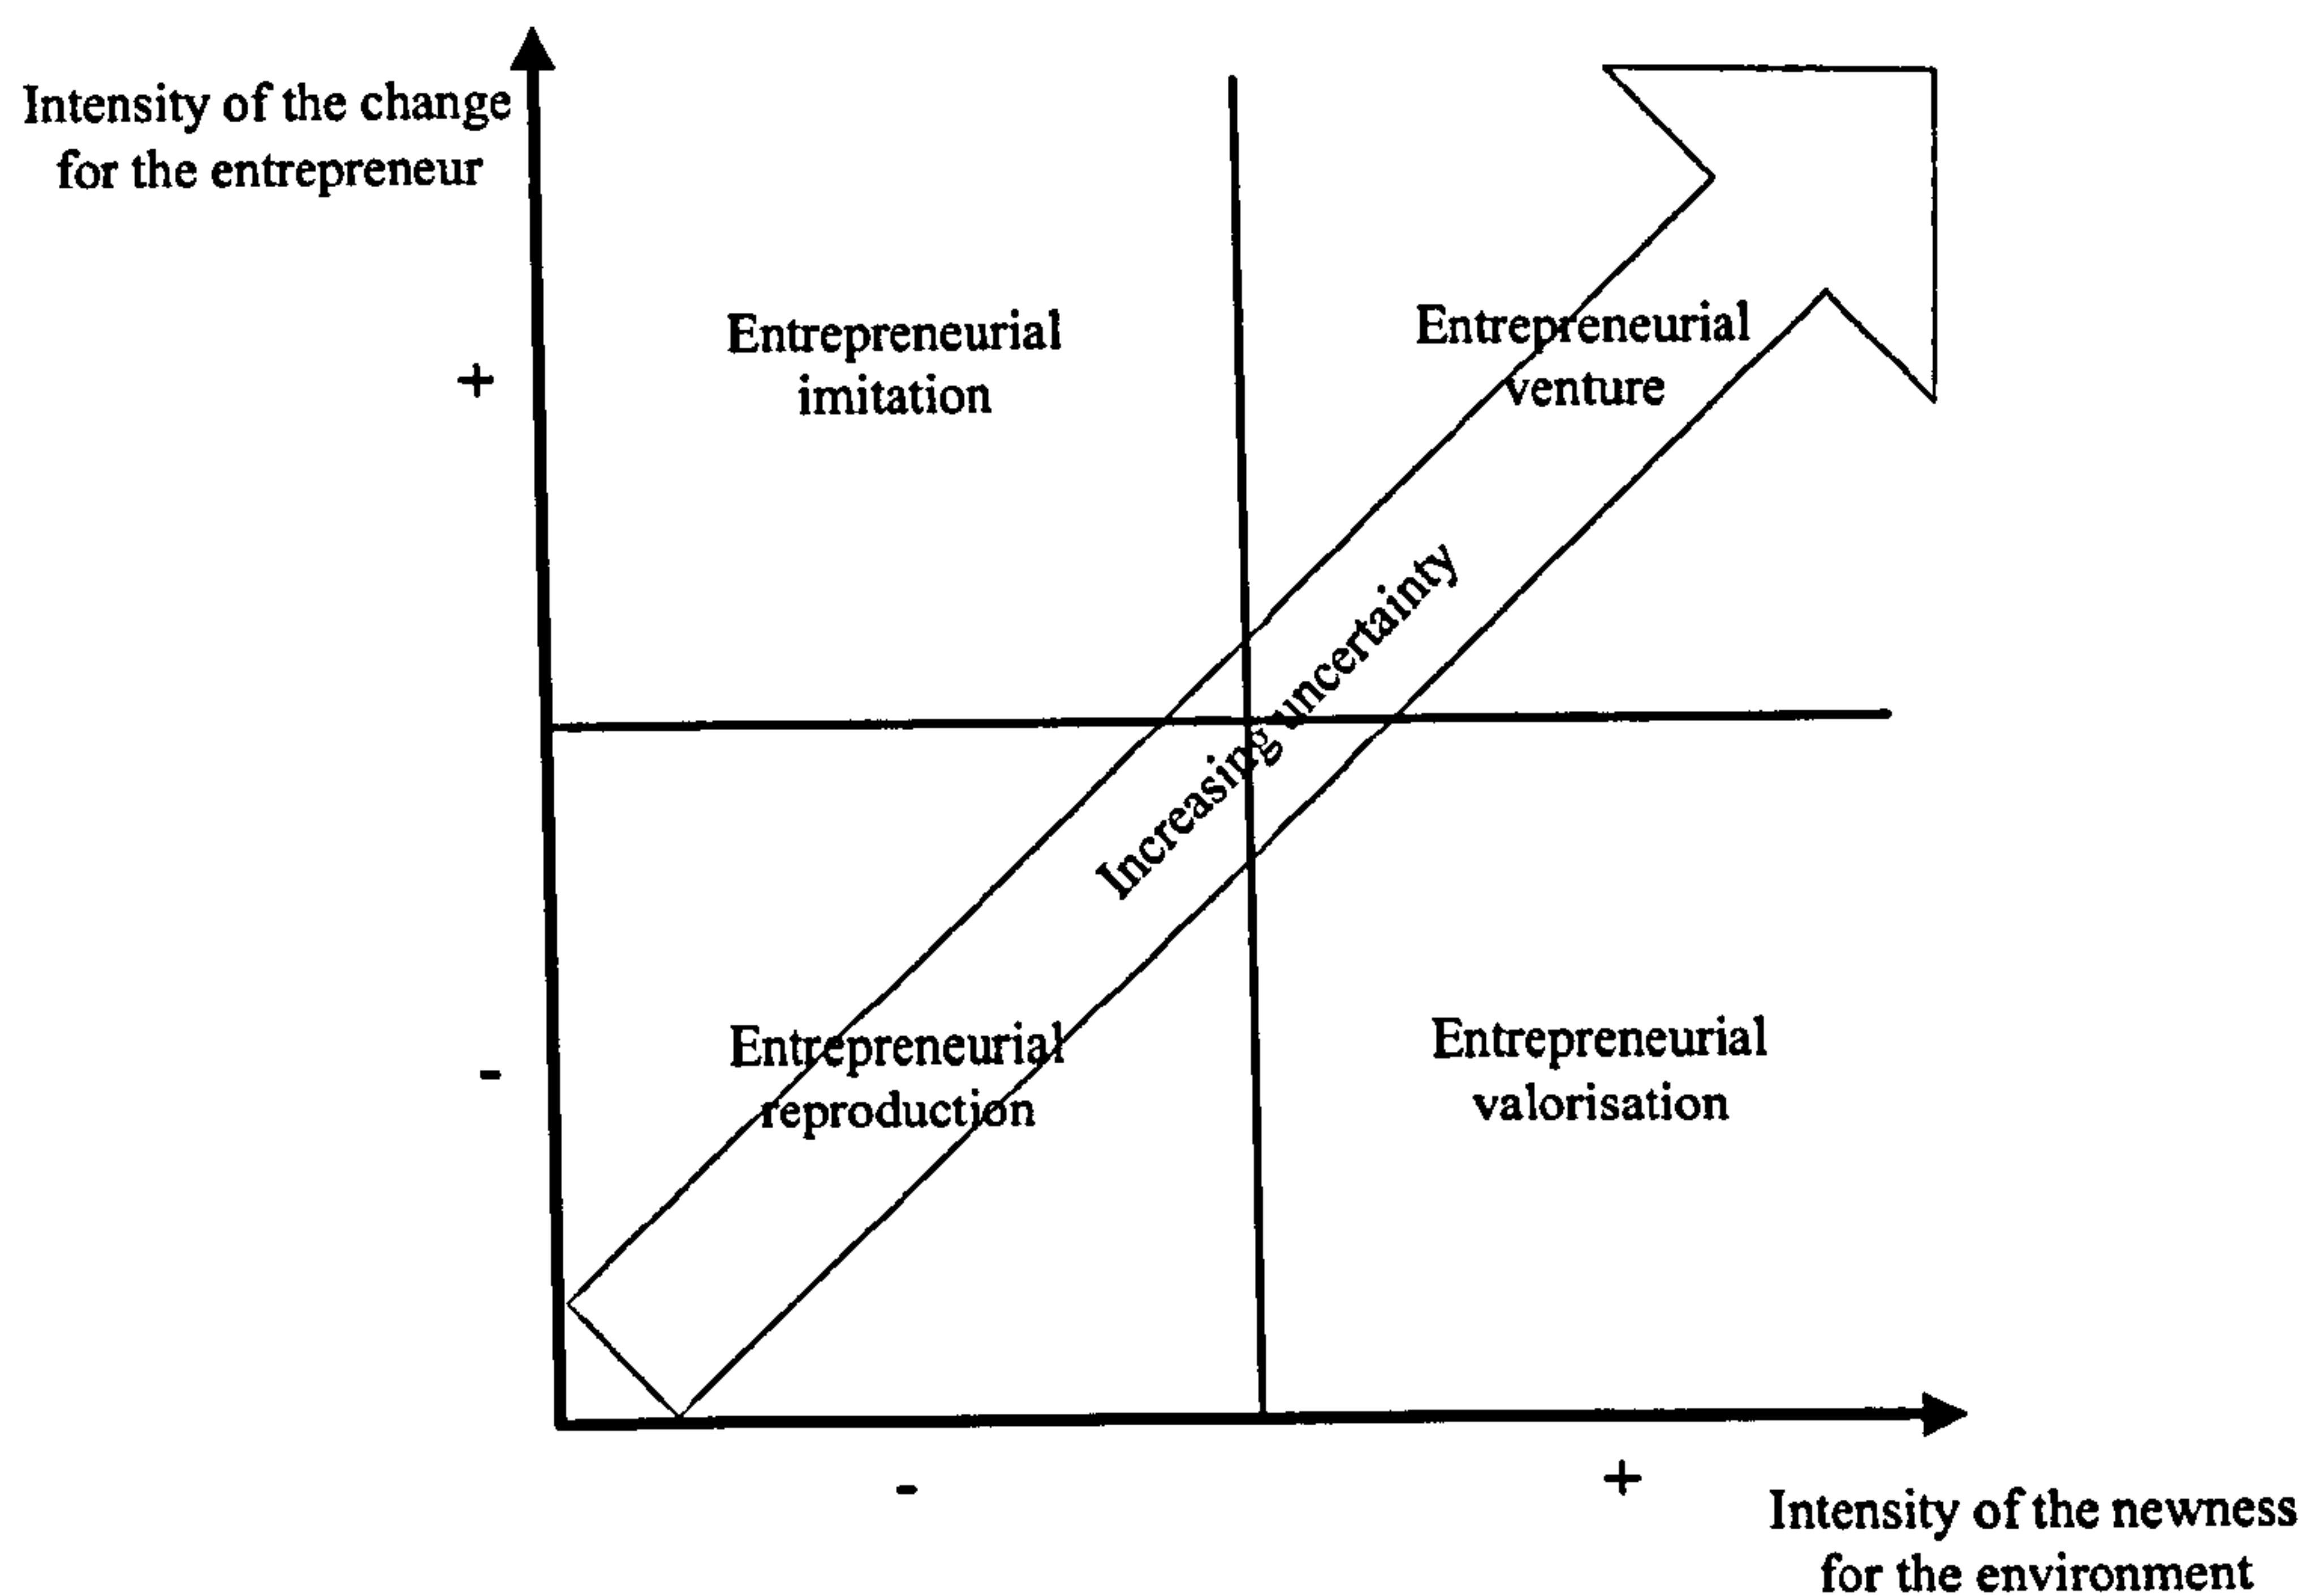 Intensity of the change
for the entrepreneur
+
Entrepreneurial
imitation
Entrepreneurial
venture
Increasing uncertainty
-
Entrepreneurial
reproduction
Entrepreneurial
valorisation
-
+
Intensity of the newness
for the environment